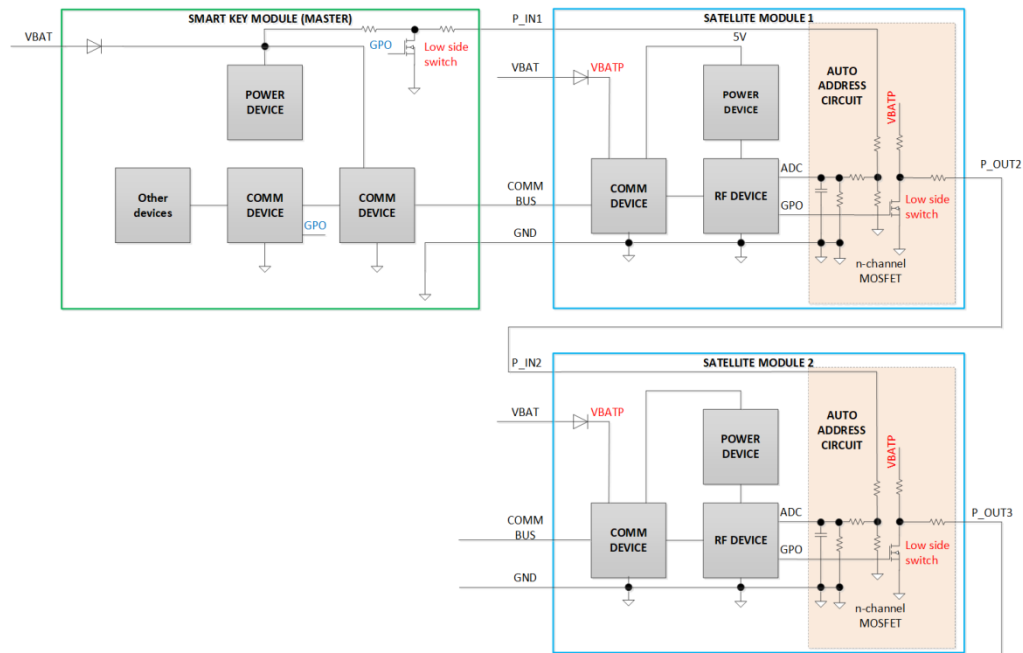 SMART KEY MODULE (MASTER)
VBAT
GPO
Low side
switch
POWER
DEVICE
Other
devices
COMM
DEVICE
GPO
COMM
DEVICE
P_IN1
SATELLITE MODULE 1
5V
VBAT
VBATP
POWER
DEVICE
AUTO
ADDRESS
CIRCUIT
VBATP
COMM
BUS
COMM
DEVICE
RF DEVICE
ADC
GPO
P_OUT2
Low side
switch
GND
n-channel
MOSFET
P_IN2
SATELLITE MODULE 2
VBAT
VBATP
POWER
DEVICE
AUTO
ADDRESS
CIRCUIT
VBATP
COMM
BUS
COMM
DEVICE
RF DEVICE
ADC
GPO
P_OUT3
Low side
switch
GND
n-channel
MOSFET